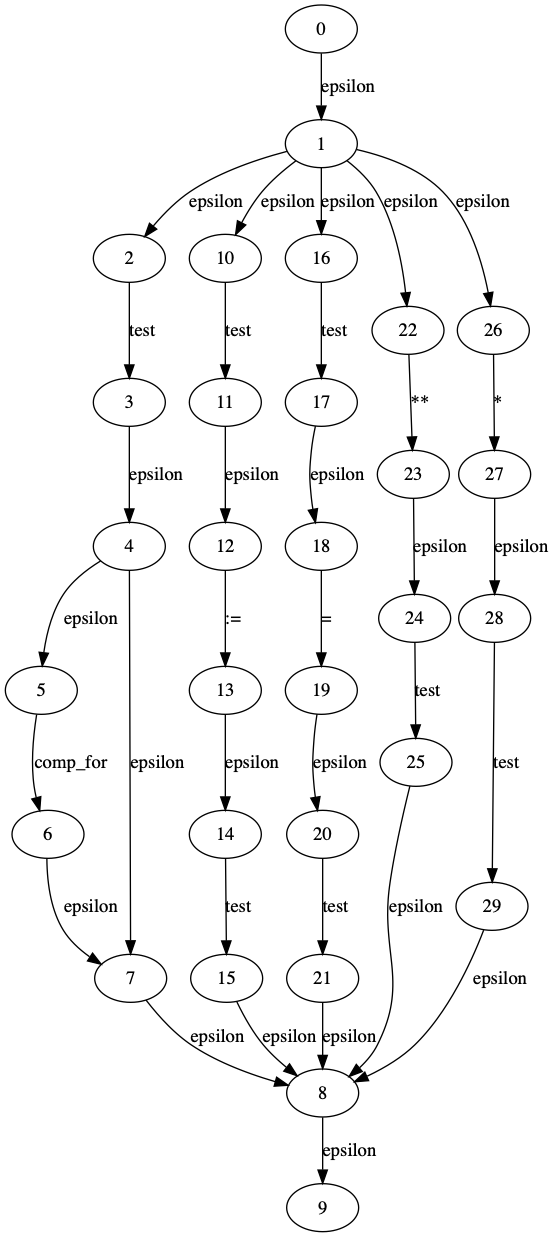 0
epsilon
1
epsilon epsilon epsilon epsilon epsilon
2 10 16
22 26
test test test
** *
3 11 17
23 27
epsilon epsilon epsilon
epsilon epsilon
4 12 18
24 28
epsilon := =
test
5 13 19
25
comp_for epsilon epsilon epsilon test
6 14 20
29
epsilon test test epsilon
7 15 21
epsilon
epsilon epsilon epsilon
8
epsilon
9